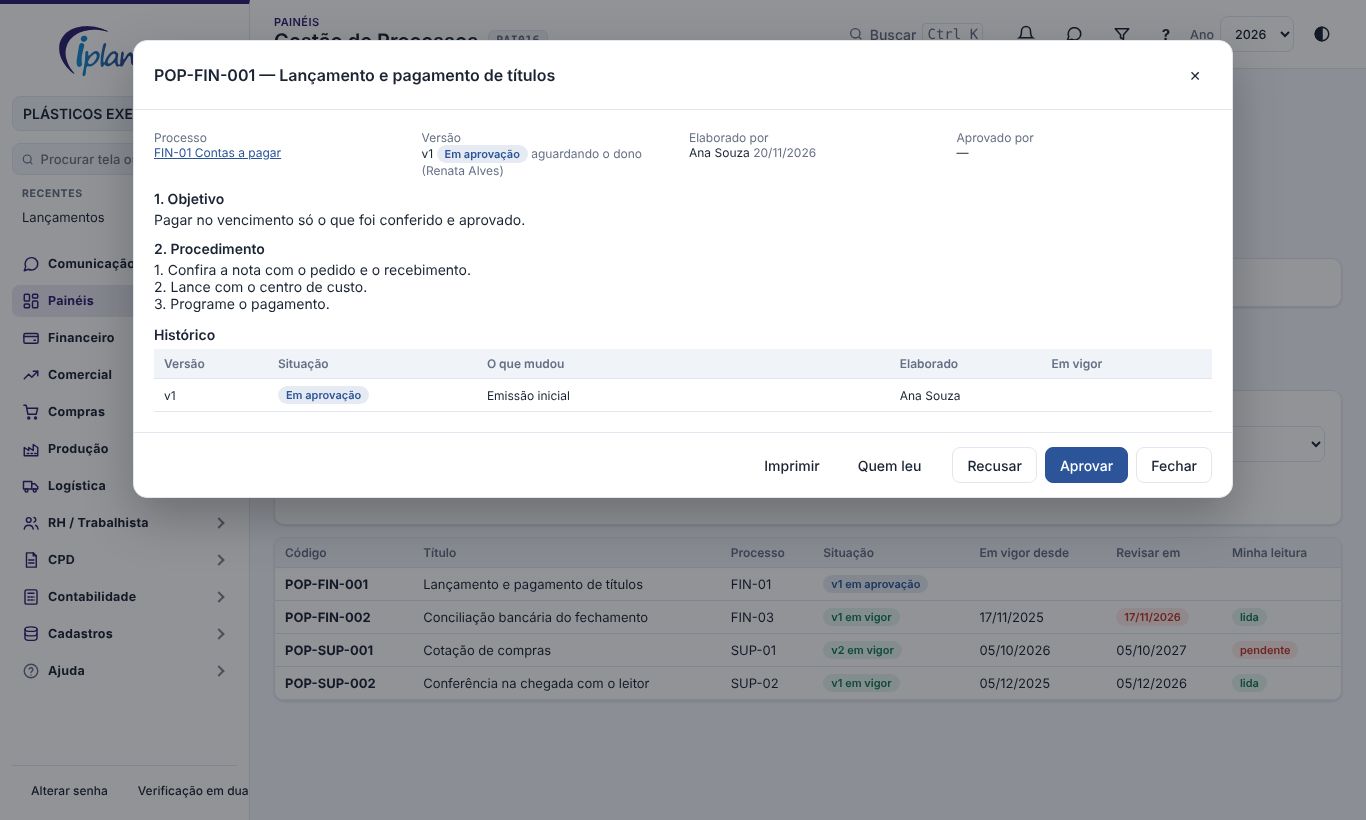 PAINÉIS
Gestão de Processos PAI016
Buscar Ctrl K ? Ano 2026
iplan
PLÁSTICOS EXE
Procurar tela o
RECENTES
Lançamentos
Comunicação
Painéis
Financeiro
Comercial
Compras
Produção
Logística
RH / Trabalhista
CPD
Contabilidade
Cadastros
Ajuda
Alterar senha Verificação em dua
POP-FIN-001 — Lançamento e pagamento de títulos ×
Processo Versão Elaborado por Aprovado por
FIN-01 Contas a pagar v1 Em aprovação aguardando o dono Ana Souza 20/11/2026 —
(Renata Alves)
1. Objetivo
Pagar no vencimento só o que foi conferido e aprovado.
2. Procedimento
1. Confira a nota com o pedido e o recebimento.
2. Lance com o centro de custo.
3. Programe o pagamento.
Histórico
Versão Situação O que mudou Elaborado Em vigor
v1 Em aprovação Emissão inicial Ana Souza
Imprimir Quem leu Recusar Aprovar Fechar
Código Título Processo Situação Em vigor desde Revisar em Minha leitura
POP-FIN-001 Lançamento e pagamento de títulos FIN-01 v1 em aprovação
POP-FIN-002 Conciliação bancária do fechamento FIN-03 v1 em vigor 17/11/2025 17/11/2026 lida
POP-SUP-001 Cotação de compras SUP-01 v2 em vigor 05/10/2026 05/10/2027 pendente
POP-SUP-002 Conferência na chegada com o leitor SUP-02 v1 em vigor 05/12/2025 05/12/2026 lida